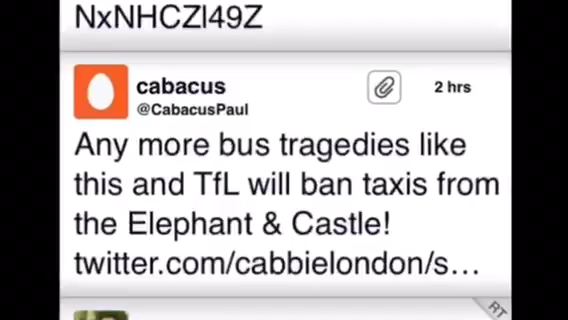 NxNHCZI49Z
cabacus
2 hrs
@CabacusPaul
Any more bus tragedies like
this and TfL will ban taxis from
the Elephant & Castle!
twitter.com/cabbielondon/s...
RT